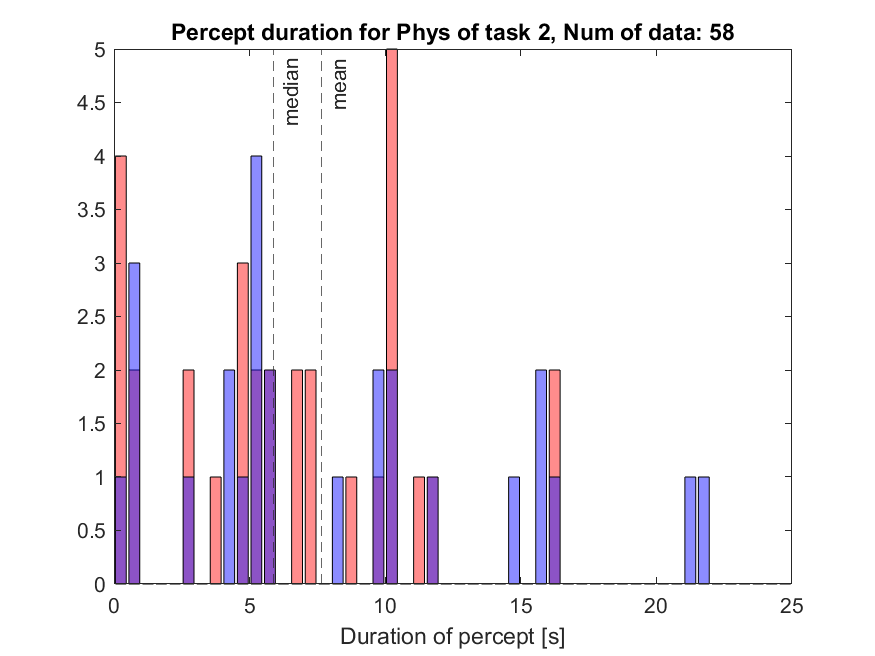 Percept duration for Phys of task 2, Num of data: 58
5
4.5
4
3.5
3
2.5
2
1.5
1
0.5
0
median
mean
0 5 10 15 20 25
Duration of percept [s]